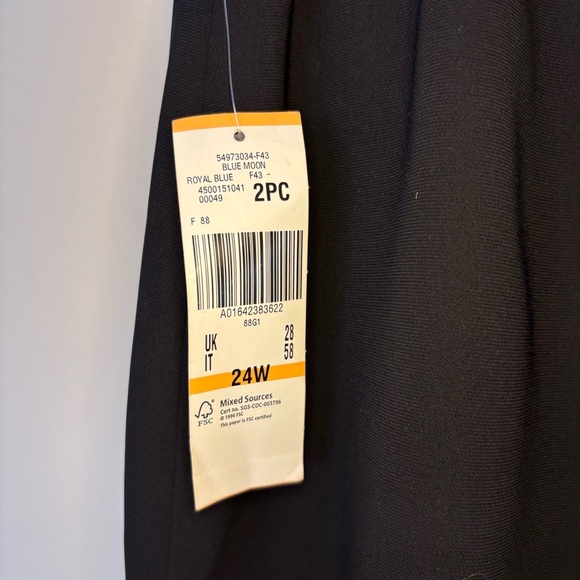 54973034-F43
BLUE MOON
ROYAL BLUE F43 -
4500151041 2PC
00049
F 88
A01642383622
88G1
UK 28
IT 58
24W
FSC
Mixed Sources
Cert no. SGS-COC-003796
© 1996 FSC
This paper is FSC certified